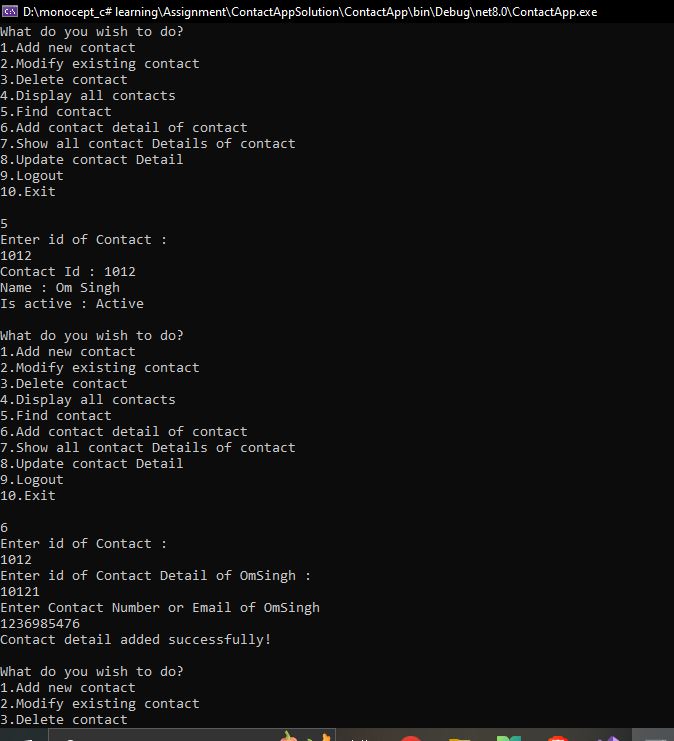 D:\monocept_c# learning\Assignment\ContactAppSolution\ContactApp\bin\Debug\net8.0\ContactApp.exe
What do you wish to do?
1.Add new contact
2.Modify existing contact
3.Delete contact
4.Display all contacts
5.Find contact
6.Add contact detail of contact
7.Show all contact Details of contact
8.Update contact Detail
9.Logout
10.Exit

5
Enter id of Contact :
1012
Contact Id : 1012
Name : Om Singh
Is active : Active

What do you wish to do?
1.Add new contact
2.Modify existing contact
3.Delete contact
4.Display all contacts
5.Find contact
6.Add contact detail of contact
7.Show all contact Details of contact
8.Update contact Detail
9.Logout
10.Exit

6
Enter id of Contact :
1012
Enter id of Contact Detail of OmSingh :
10121
Enter Contact Number or Email of OmSingh
1236985476
Contact detail added successfully!

What do you wish to do?
1.Add new contact
2.Modify existing contact
3.Delete contact